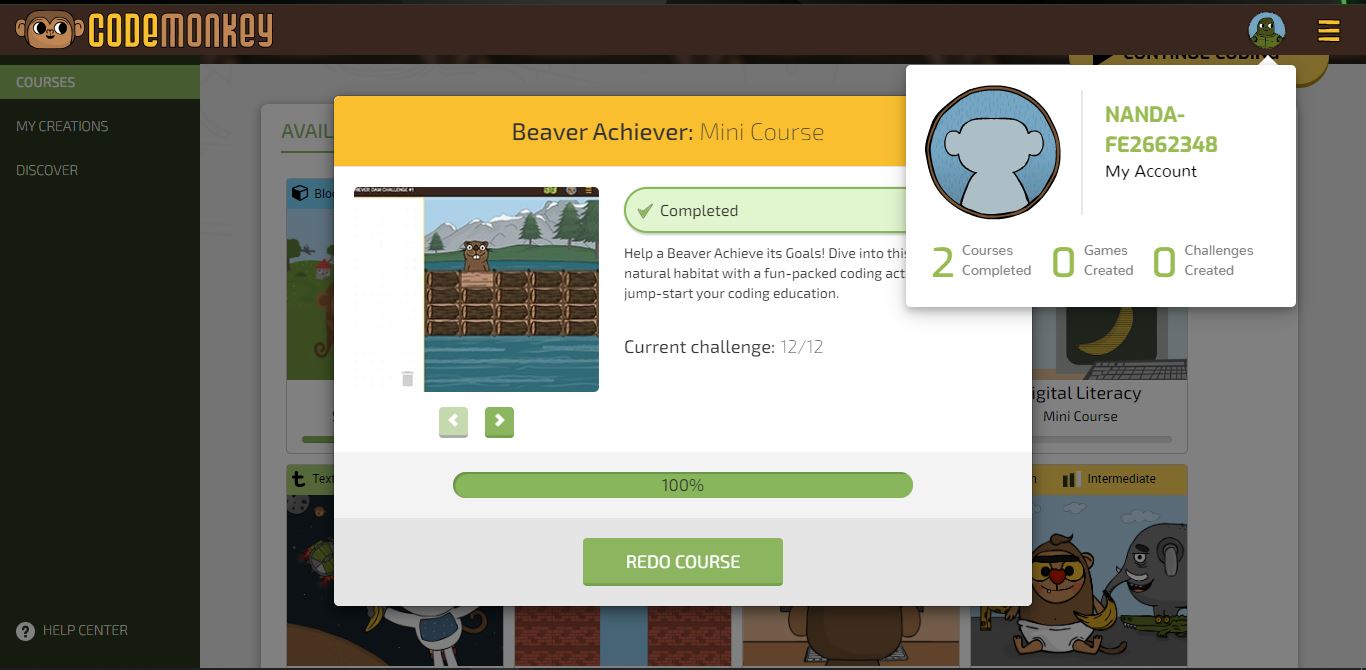 CODEMONKEY
CONTINUE CODING
COURSES
MY CREATIONS
DISCOVER
HELP CENTER
AVAIL
Beaver Achiever: Mini Course
Completed
Help a Beaver Achieve its Goals! Dive into this
natural habitat with a fun-packed coding act
jump-start your coding education.
Current challenge: 12/12
100%
REDO COURSE
NANDA-
FE2662348
My Account
2 Courses Completed
0 Games Created
0 Challenges Created
Bloc
igital Literacy
Mini Course
Text
Intermediate